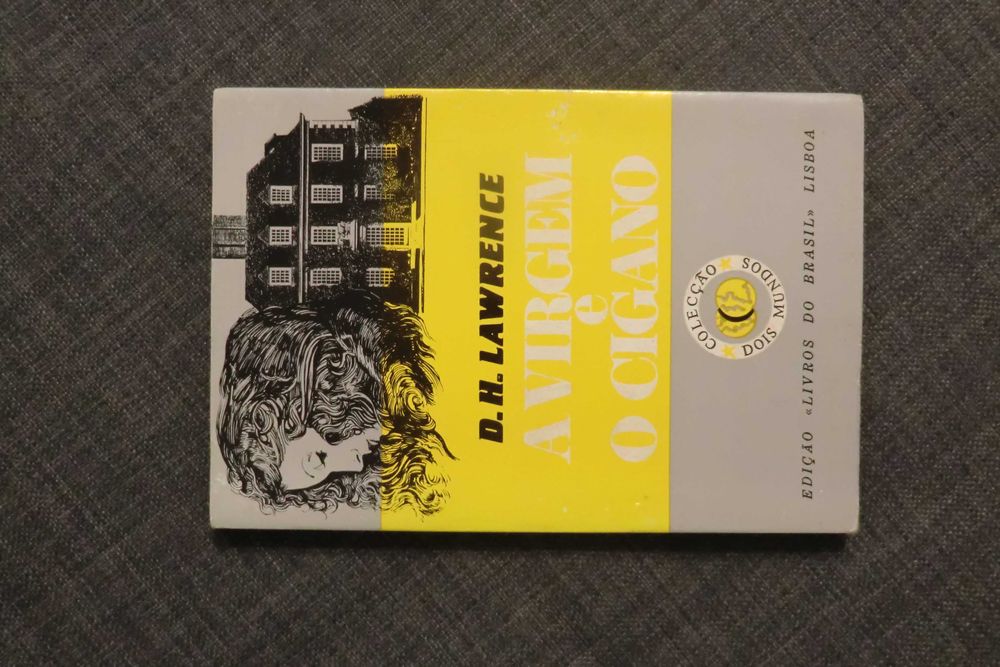 D. H. LAWRENCE
A VIRGEM
e
O CIGANO
COLECÇÃO
DOIS MUNDOS
EDIÇÃO «LIVROS DO BRASIL» LISBOA